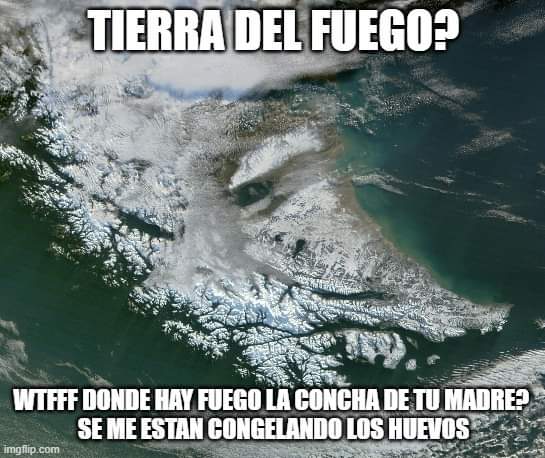 TIERRA DEL FUEGO?
WTFFF DONDE HAY FUEGO LA CONCHA DE TU MADRE?
SE ME ESTAN CONGELANDO LOS HUEVOS
imgflip.com